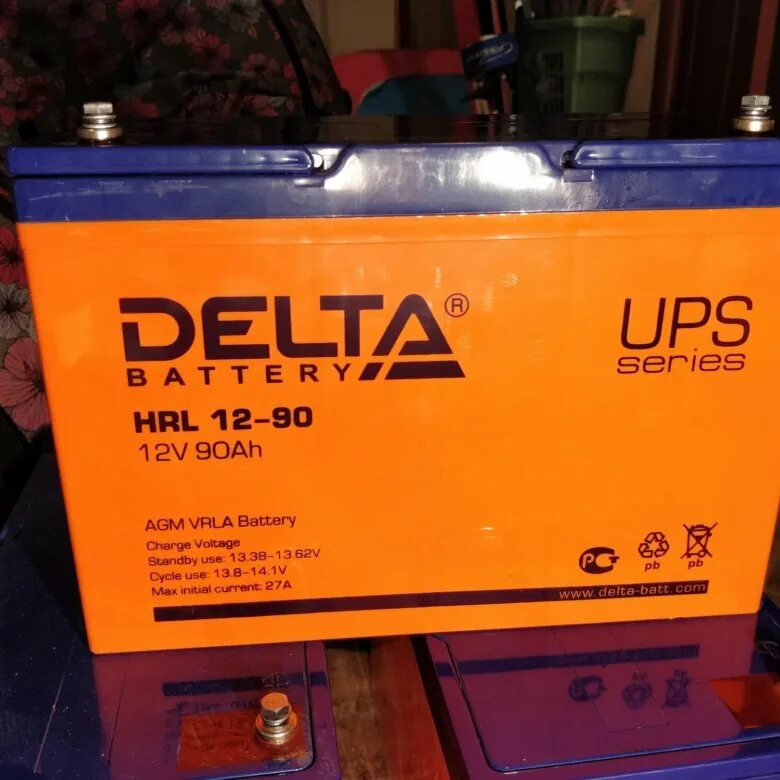 DELTA®
BATTERY
UPS
series
HRL 12-90
12V 90Ah
AGM VRLA Battery
Charge Voltage
Standby use: 13.38-13.62V
Cycle use: 13.8-14.1V
Max initial current: 27A
РСТ
pb
pb
www.delta-batt.com